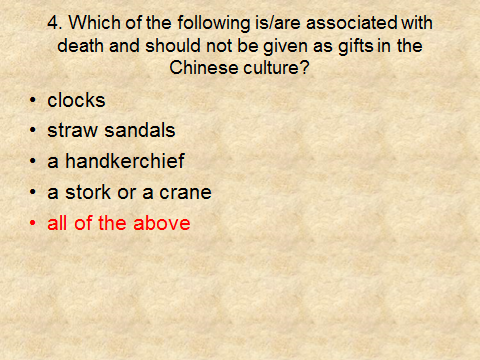 4. Which of the following is/are associated with
death and should not be given as gifts in the
Chinese culture?
• clocks
• straw sandals
• a handkerchief
• a stork or a crane
• all of the above